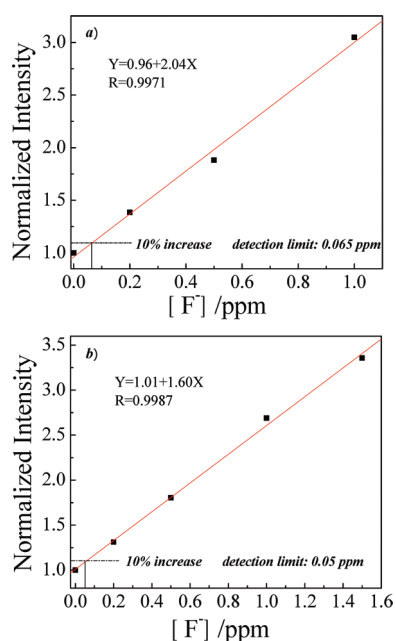 a)
Y=0.96+2.04X
R=0.9971
3.0
2.5
2.0
1.5
1.0
Normalized Intensity
10% increase detection limit: 0.065 ppm
0.0 0.2 0.4 0.6 0.8 1.0
[ F⁻] /ppm
b)
Y=1.01+1.60X
R=0.9987
3.5
3.0
2.5
2.0
1.5
1.0
Normalized Intensity
10% increase detection limit: 0.05 ppm
0.0 0.2 0.4 0.6 0.8 1.0 1.2 1.4 1.6
[ F⁻] /ppm